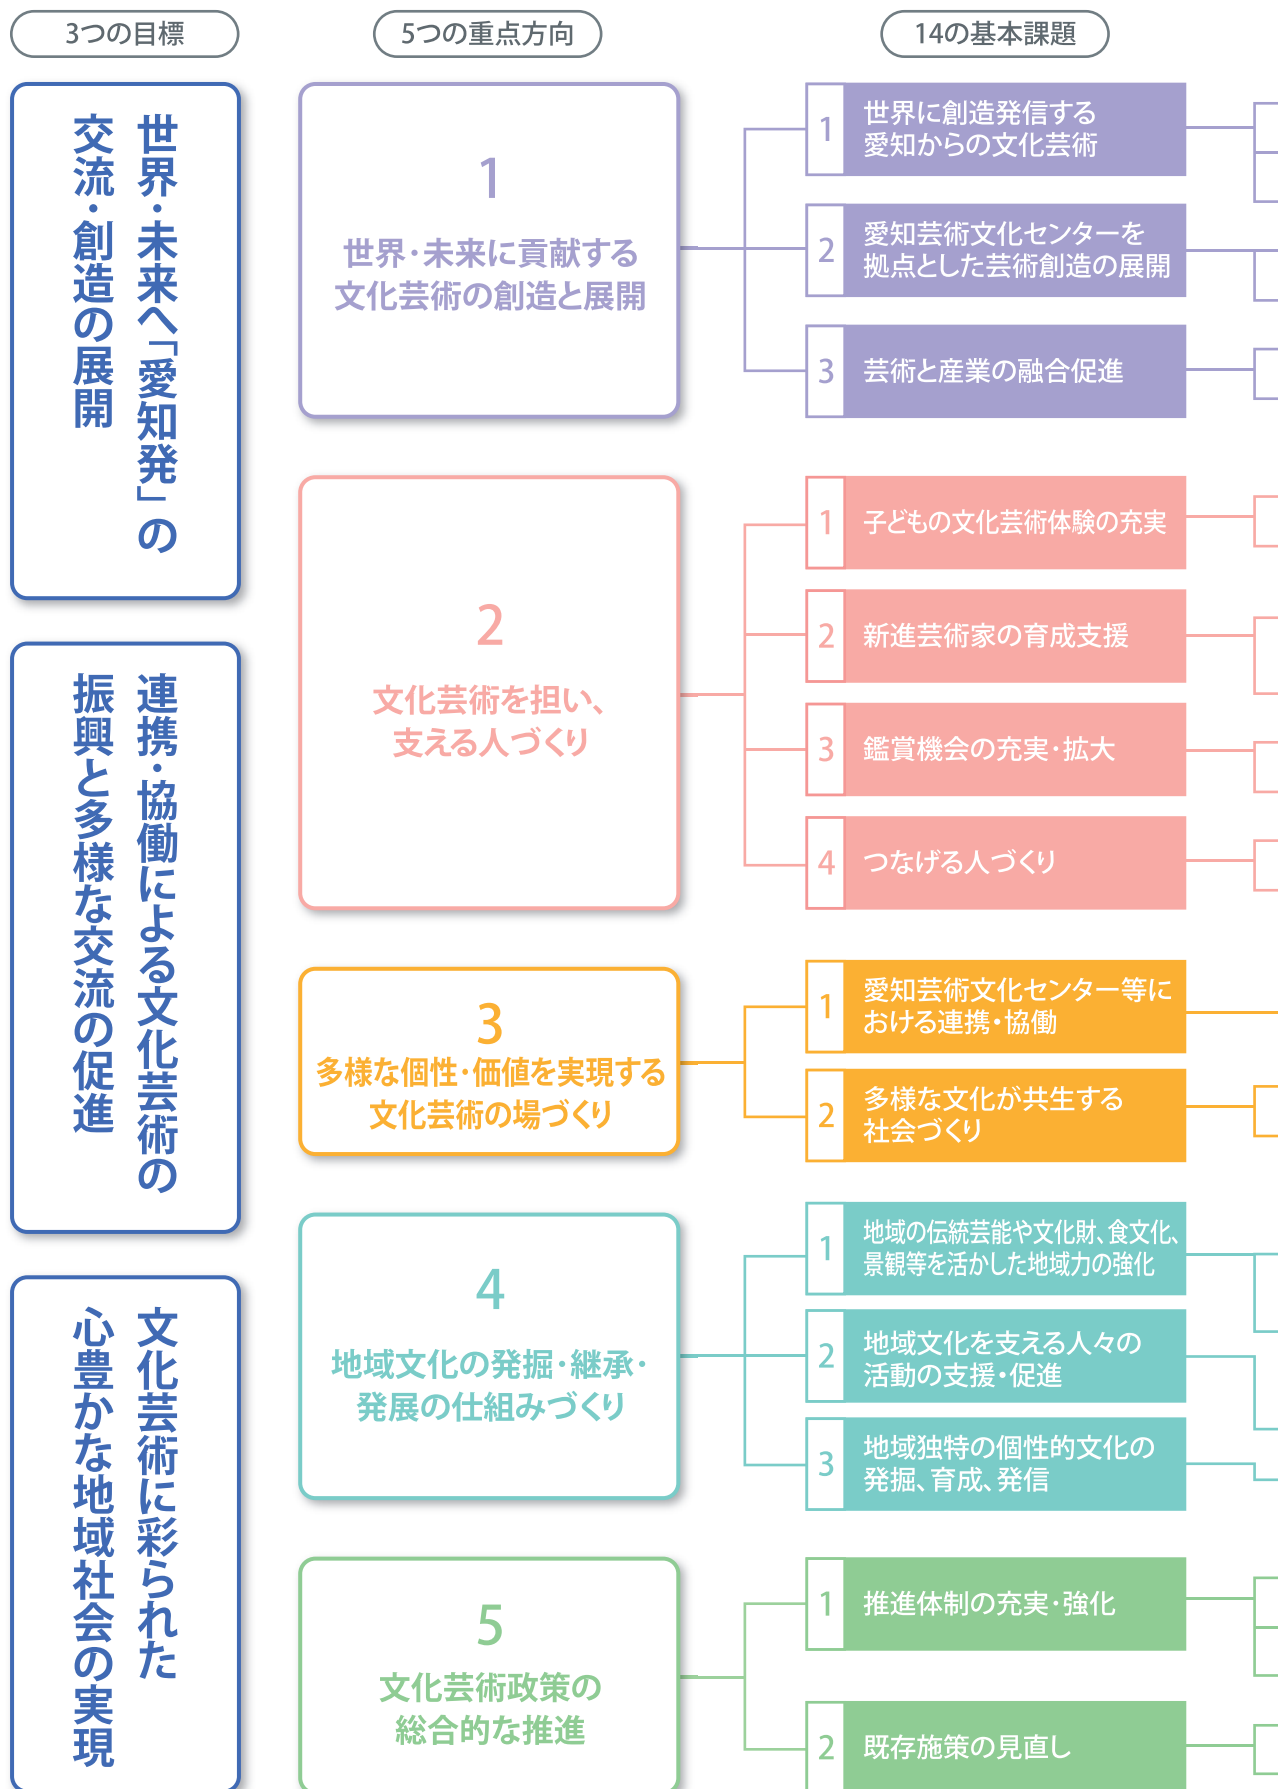 3つの目標
5つの重点方向
14の基本課題
世界・未来へ「愛知発」の
交流・創造の展開
連携・協働による文化芸術の
振興と多様な交流の促進
文化芸術に彩られた
心豊かな地域社会の実現
1
世界・未来に貢献する
文化芸術の創造と展開
1
世界に創造発信する
愛知からの文化芸術
2
愛知芸術文化センターを
拠点とした芸術創造の展開
3
芸術と産業の融合促進
2
文化芸術を担い、
支える人づくり
1
子どもの文化芸術体験の充実
2
新進芸術家の育成支援
3
鑑賞機会の充実・拡大
4
つなげる人づくり
3
多様な個性・価値を実現する
文化芸術の場づくり
1
愛知芸術文化センター等に
おける連携・協働
2
多様な文化が共生する
社会づくり
4
地域文化の発掘・継承・
発展の仕組みづくり
1
地域の伝統芸能や文化財、食文化、
景観等を活かした地域力の強化
2
地域文化を支える人々の
活動の支援・促進
3
地域独特の個性的文化の
発掘、育成、発信
5
文化芸術政策の
総合的な推進
1
推進体制の充実・強化
2
既存施策の見直し